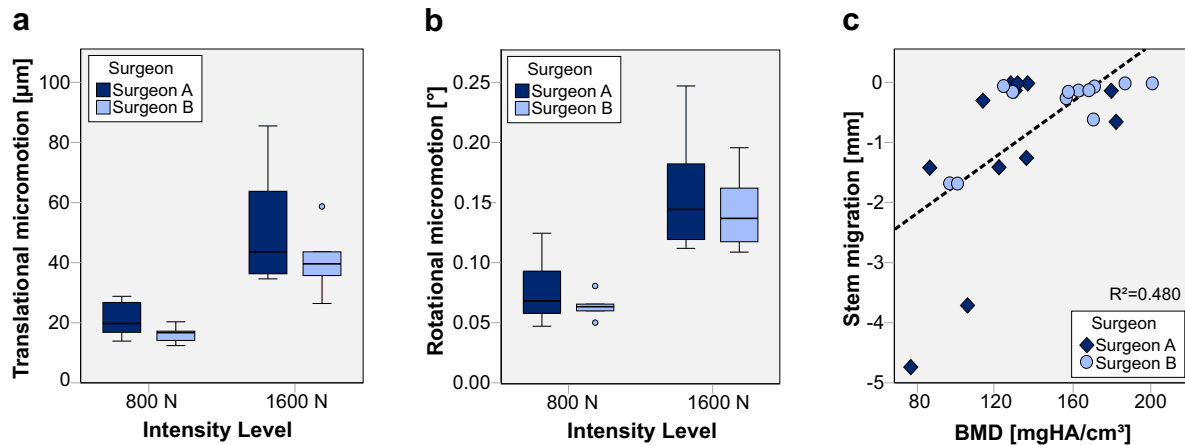 a
Translational micromotion [µm]
100
80
60
40
20
0
Surgeon
Surgeon A
Surgeon B
800 N
1600 N
Intensity Level
b
Rotational micromotion [°]
0.25
0.20
0.15
0.10
0.05
0.00
Surgeon
Surgeon A
Surgeon B
800 N
1600 N
Intensity Level
c
Stem migration [mm]
0
-1
-2
-3
-4
-5
R²=0.480
Surgeon
Surgeon A
Surgeon B
80
120
160
200
BMD [mgHA/cm³]